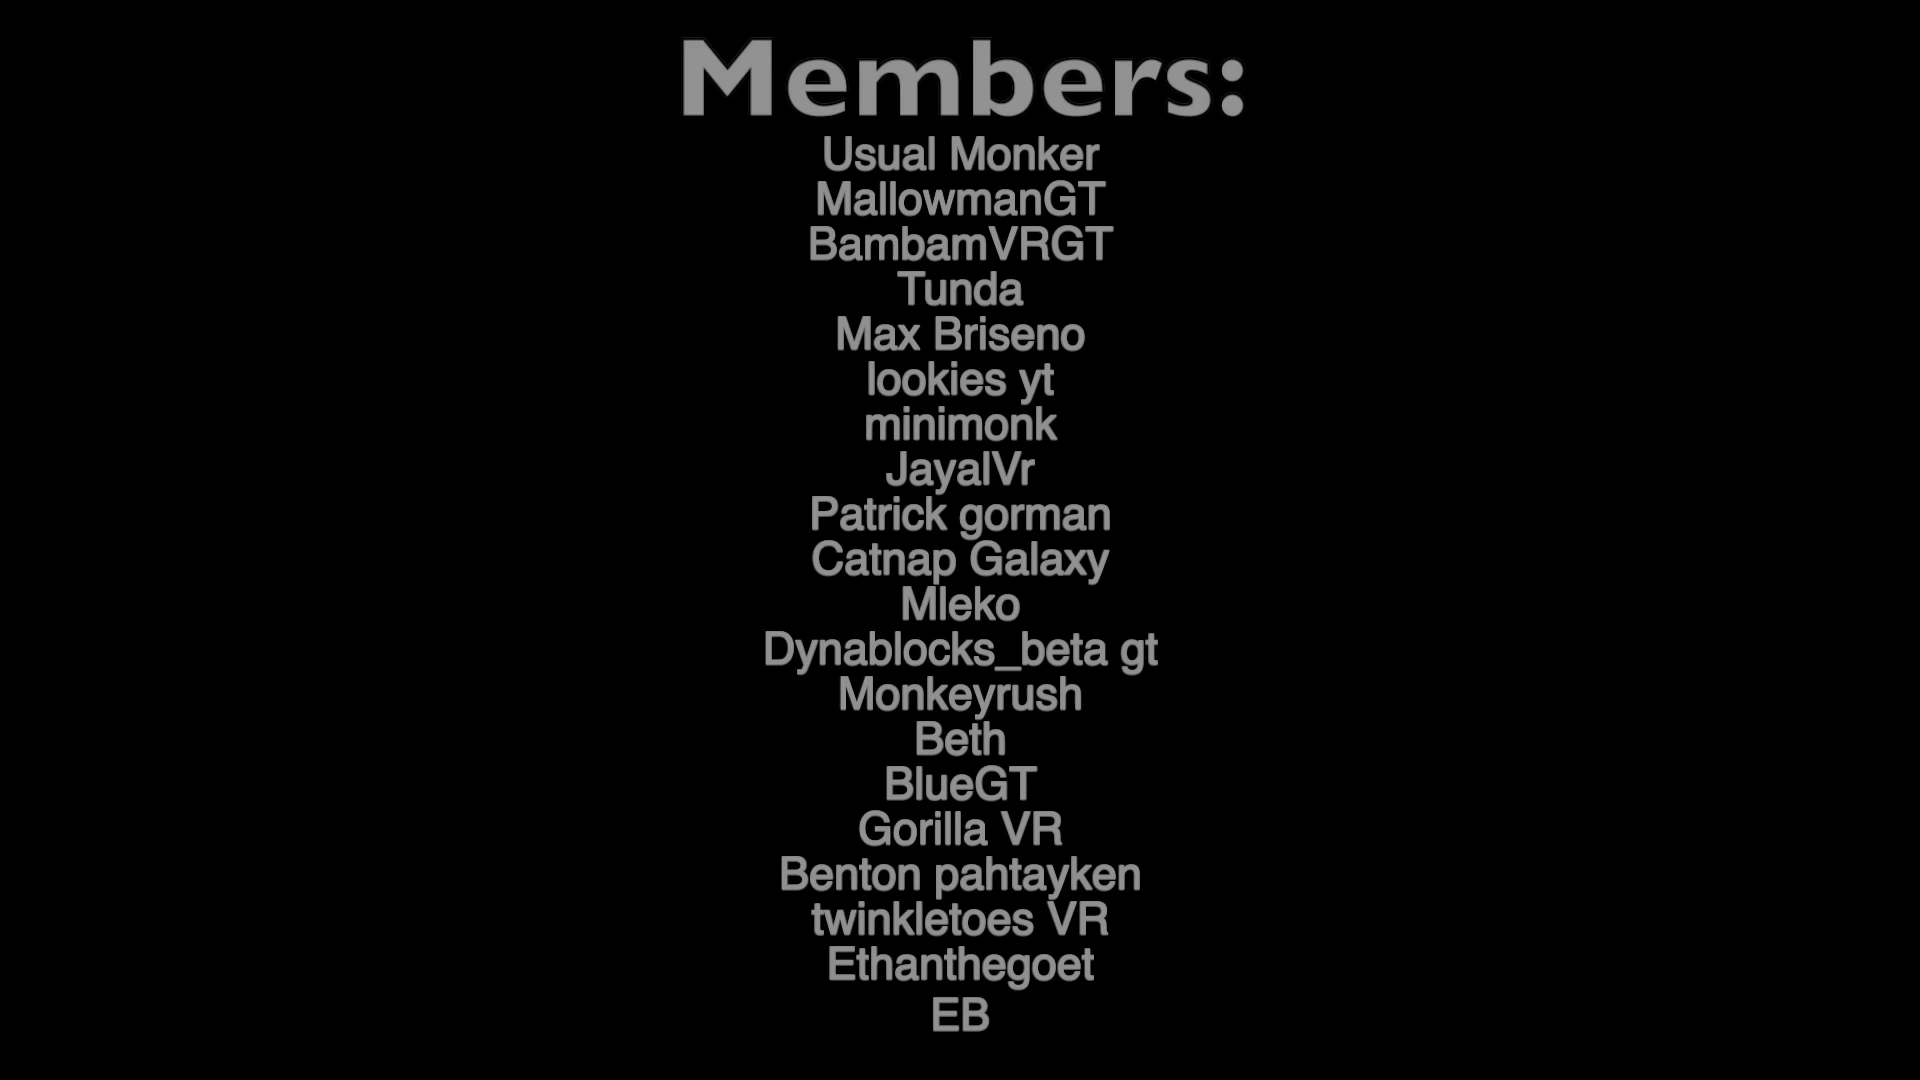 Members:
Usual Monker
MallowmanGT
BambamVRGT
Tunda
Max Briseno
lookies yt
minimonk
JayalVr
Patrick gorman
Catnap Galaxy
Mleko
Dynablocks_beta gt
Monkeyrush
Beth
BlueGT
Gorilla VR
Benton pahtayken
twinkletoes VR
Ethanthegoet
EB